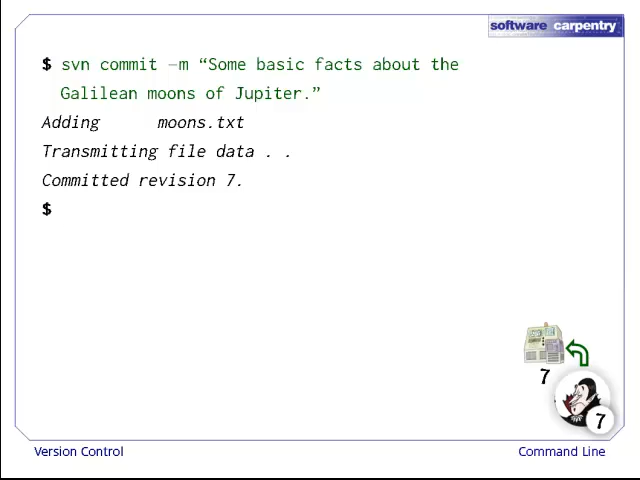 software carpentry
$ svn commit –m “Some basic facts about the
Galilean moons of Jupiter.”
Adding moons.txt
Transmitting file data . .
Committed revision 7.
$
7
7
Version Control
Command Line